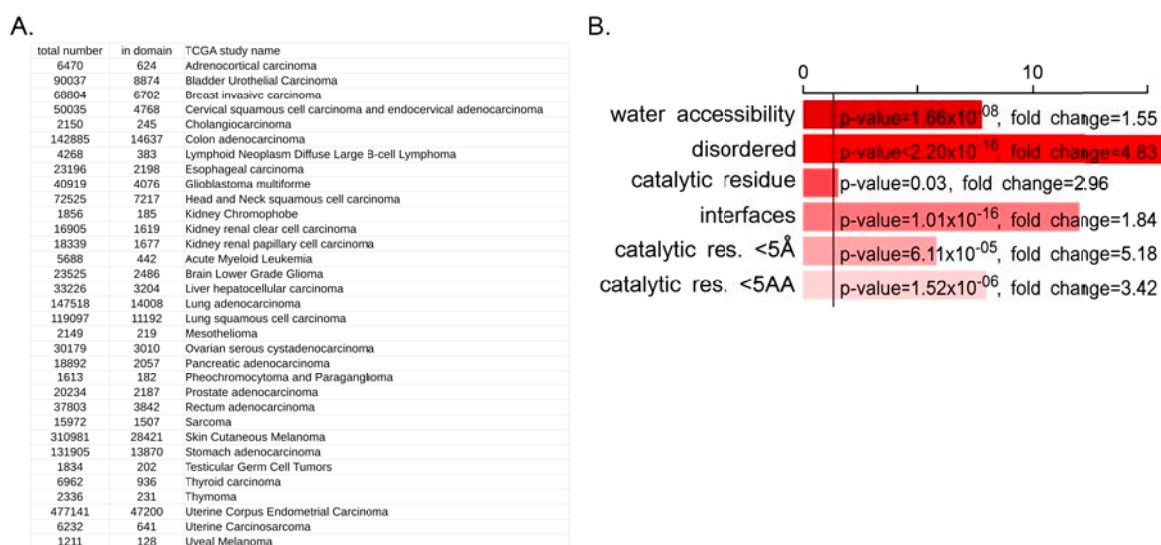 A.
total number in domain TCGA study name
6470 624 Adrenocortical carcinoma
90037 8874 Bladder Urothelial Carcinoma
68804 6702 Breast invasive carcinoma
50035 4768 Cervical squamous cell carcinoma and endocervical adenocarcinoma
2150 245 Cholangiocarcinoma
142885 14637 Colon adenocarcinoma
4268 383 Lymphoid Neoplasm Diffuse Large B-cell Lymphoma
23196 2198 Esophageal carcinoma
40919 4076 Glioblastoma multiforme
72525 7217 Head and Neck squamous cell carcinoma
1856 185 Kidney Chromophobe
16905 1619 Kidney renal clear cell carcinoma
18339 1677 Kidney renal papillary cell carcinoma
5688 442 Acute Myeloid Leukemia
23525 2486 Brain Lower Grade Glioma
33226 3204 Liver hepatocellular carcinoma
147518 14008 Lung adenocarcinoma
119097 11192 Lung squamous cell carcinoma
2149 219 Mesothelioma
30179 3010 Ovarian serous cystadenocarcinoma
18892 2057 Pancreatic adenocarcinoma
1613 182 Pheochromocytoma and Paraganglioma
20234 2187 Prostate adenocarcinoma
37803 3842 Rectum adenocarcinoma
15972 1507 Sarcoma
310981 28421 Skin Cutaneous Melanoma
131905 13870 Stomach adenocarcinoma
1834 202 Testicular Germ Cell Tumors
6962 936 Thyroid carcinoma
2336 231 Thymoma
477141 47200 Uterine Corpus Endometrial Carcinoma
6232 641 Uterine Carcinosarcoma
1211 128 Uveal Melanoma
B.
0 10
water accessibility p-value=1.66x10-08, fold change=1.55
disordered p-value<2.20x10-16, fold change=4.83
catalytic residue p-value=0.03, fold change=2.96
interfaces p-value=1.01x10-16, fold change=1.84
catalytic res. <5Å p-value=6.11x10-05, fold change=5.18
catalytic res. <5AA p-value=1.52x10-06, fold change=3.42